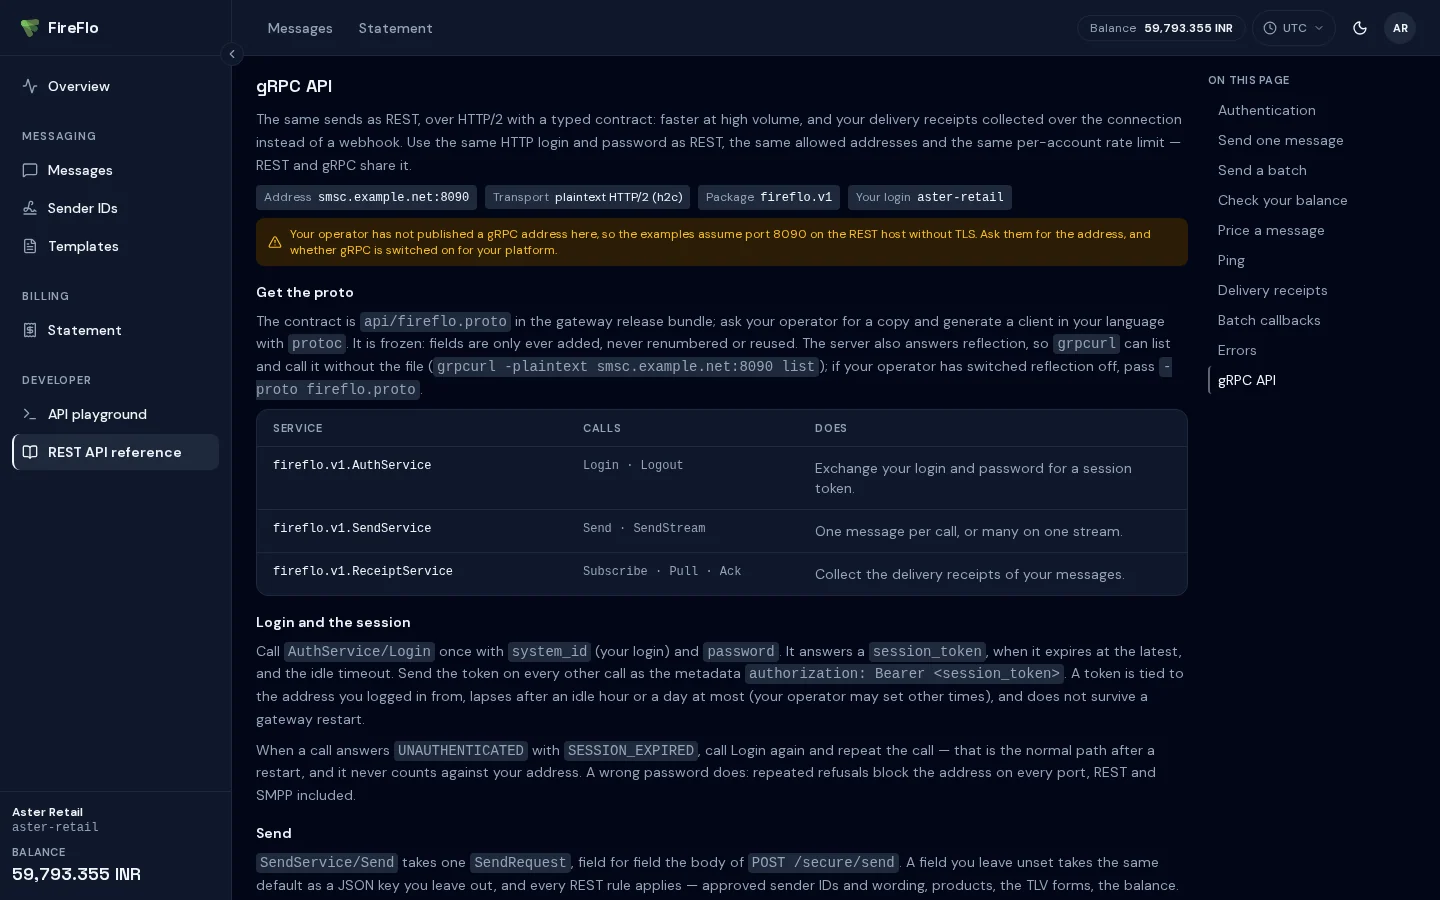 FireFlo
Messages
Statement
Balance 59,793.355 INR
UTC
AR
Overview
MESSAGING
Messages
Sender IDs
Templates
BILLING
Statement
DEVELOPER
API playground
REST API reference
Aster Retail
aster-retail
BALANCE
59,793.355 INR
gRPC API
The same sends as REST, over HTTP/2 with a typed contract: faster at high volume, and your delivery receipts collected over the connection
instead of a webhook. Use the same HTTP login and password as REST, the same allowed addresses and the same per-account rate limit —
REST and gRPC share it.
Address smsc.example.net:8090
Transport plaintext HTTP/2 (h2c)
Package fireflo.v1
Your login aster-retail
Your operator has not published a gRPC address here, so the examples assume port 8090 on the REST host without TLS. Ask them for the address, and
whether gRPC is switched on for your platform.
Get the proto
The contract is api/fireflo.proto in the gateway release bundle; ask your operator for a copy and generate a client in your language
with protoc. It is frozen: fields are only ever added, never renumbered or reused. The server also answers reflection, so grpcurl can list
and call it without the file (grpcurl -plaintext smsc.example.net:8090 list); if your operator has switched reflection off, pass -
proto fireflo.proto.
SERVICE CALLS DOES
fireflo.v1.AuthService Login · Logout Exchange your login and password for a session
token.
fireflo.v1.SendService Send · SendStream One message per call, or many on one stream.
fireflo.v1.ReceiptService Subscribe · Pull · Ack Collect the delivery receipts of your messages.
Login and the session
Call AuthService/Login once with system_id (your login) and password. It answers a session_token, when it expires at the latest,
and the idle timeout. Send the token on every other call as the metadata authorization: Bearer <session_token>. A token is tied to
the address you logged in from, lapses after an idle hour or a day at most (your operator may set other times), and does not survive a
gateway restart.
When a call answers UNAUTHENTICATED with SESSION_EXPIRED, call Login again and repeat the call — that is the normal path after a
restart, and it never counts against your address. A wrong password does: repeated refusals block the address on every port, REST and
SMPP included.
Send
SendService/Send takes one SendRequest, field for field the body of POST /secure/send. A field you leave unset takes the same
default as a JSON key you leave out, and every REST rule applies — approved sender IDs and wording, products, the TLV forms, the balance.
ON THIS PAGE
Authentication
Send one message
Send a batch
Check your balance
Price a message
Ping
Delivery receipts
Batch callbacks
Errors
gRPC API